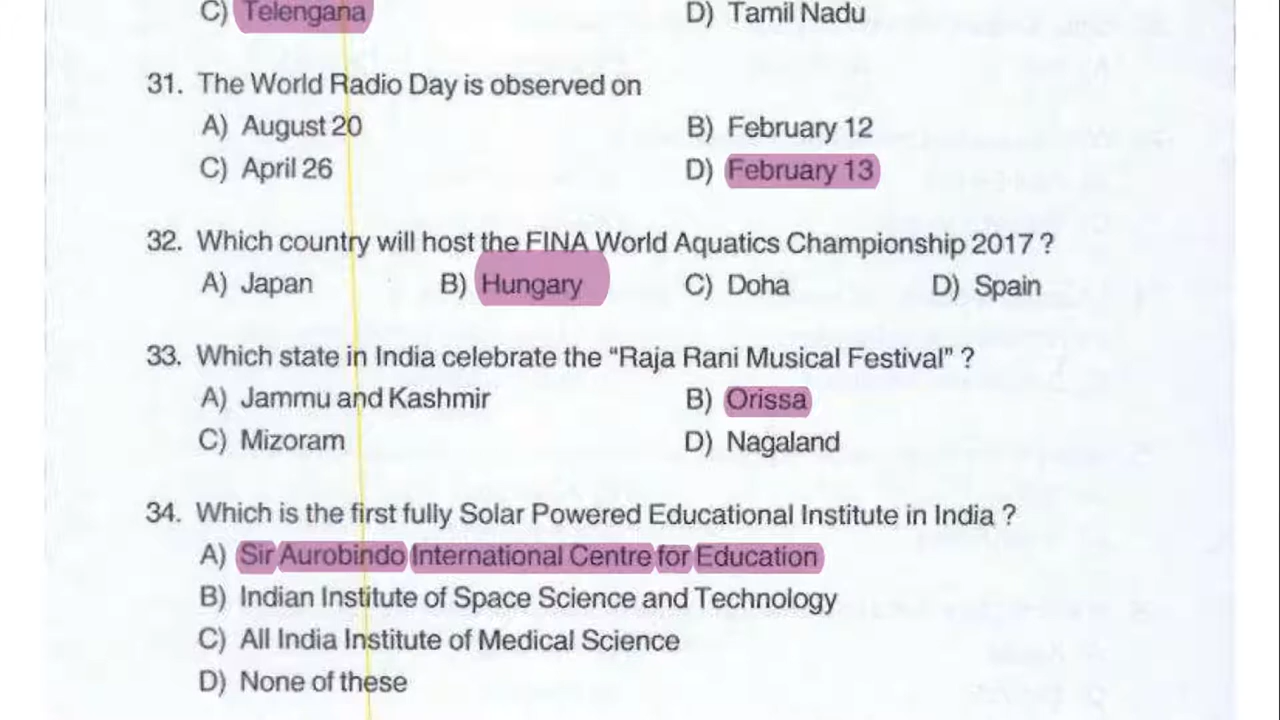 C) Telengana D) Tamil Nadu
31. The World Radio Day is observed on
A) August 20 B) February 12
C) April 26 D) February 13
32. Which country will host the FINA World Aquatics Championship 2017 ?
A) Japan B) Hungary C) Doha D) Spain
33. Which state in India celebrate the “Raja Rani Musical Festival” ?
A) Jammu and Kashmir B) Orissa
C) Mizoram D) Nagaland
34. Which is the first fully Solar Powered Educational Institute in India ?
A) Sir Aurobindo International Centre for Education
B) Indian Institute of Space Science and Technology
C) All India Institute of Medical Science
D) None of these